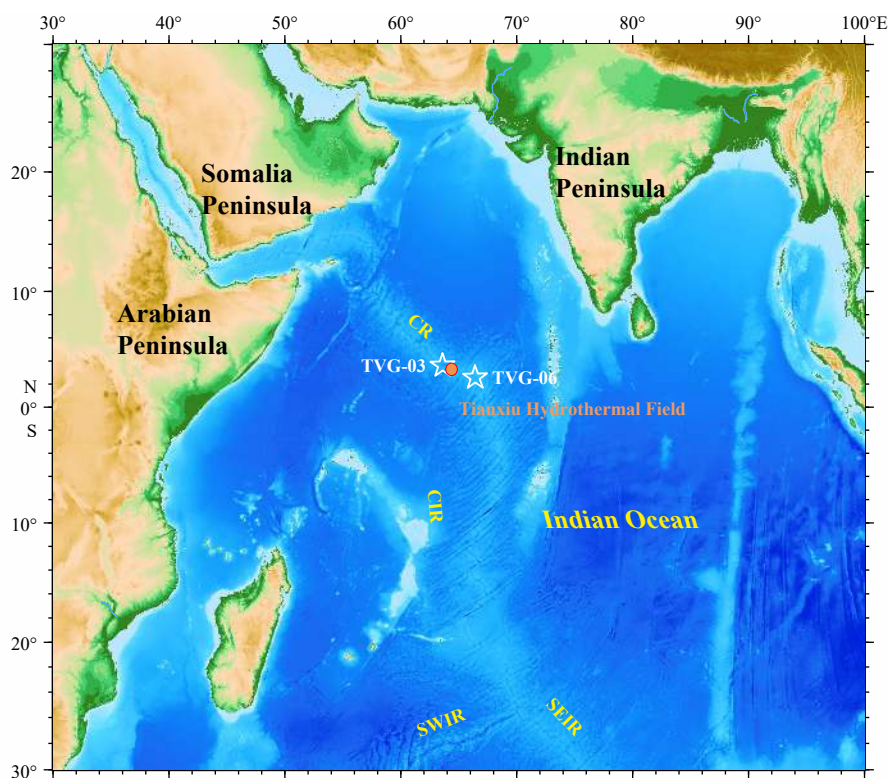 30° 40° 50° 60° 70° 80° 90° 100°E
20°
10°
N
0°
S
10°
20°
30°
Somalia
Peninsula
Indian
Peninsula
Arabian
Peninsula
CR
TVG-03
TVG-06
Tianxiu Hydrothermal Field
CIR
Indian Ocean
SWIR
SEIR